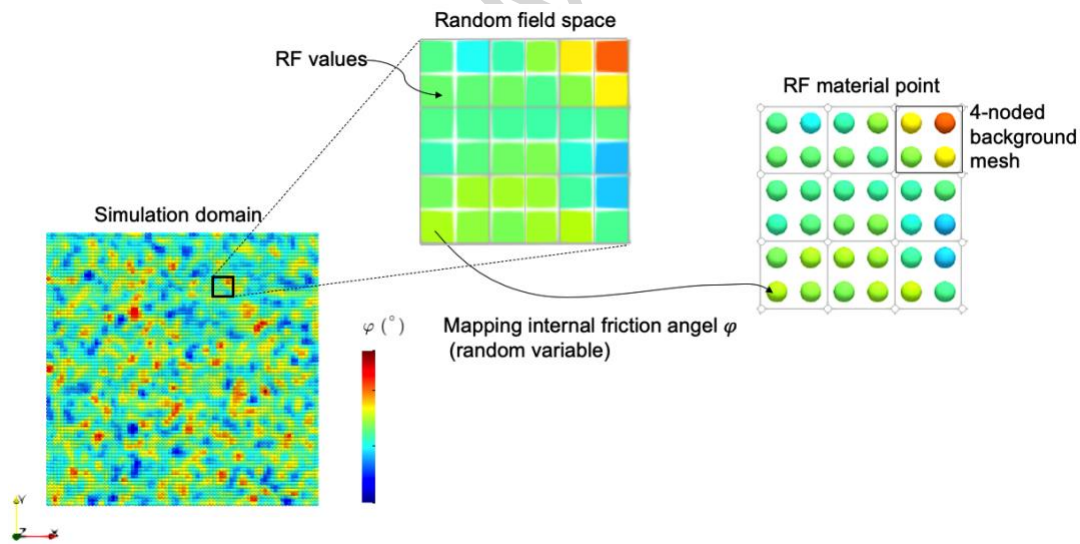 Random field space
RF values
RF material point
4-noded
background
mesh
Simulation domain
φ (°)
Mapping internal friction angel φ
(random variable)
Y
Z
X